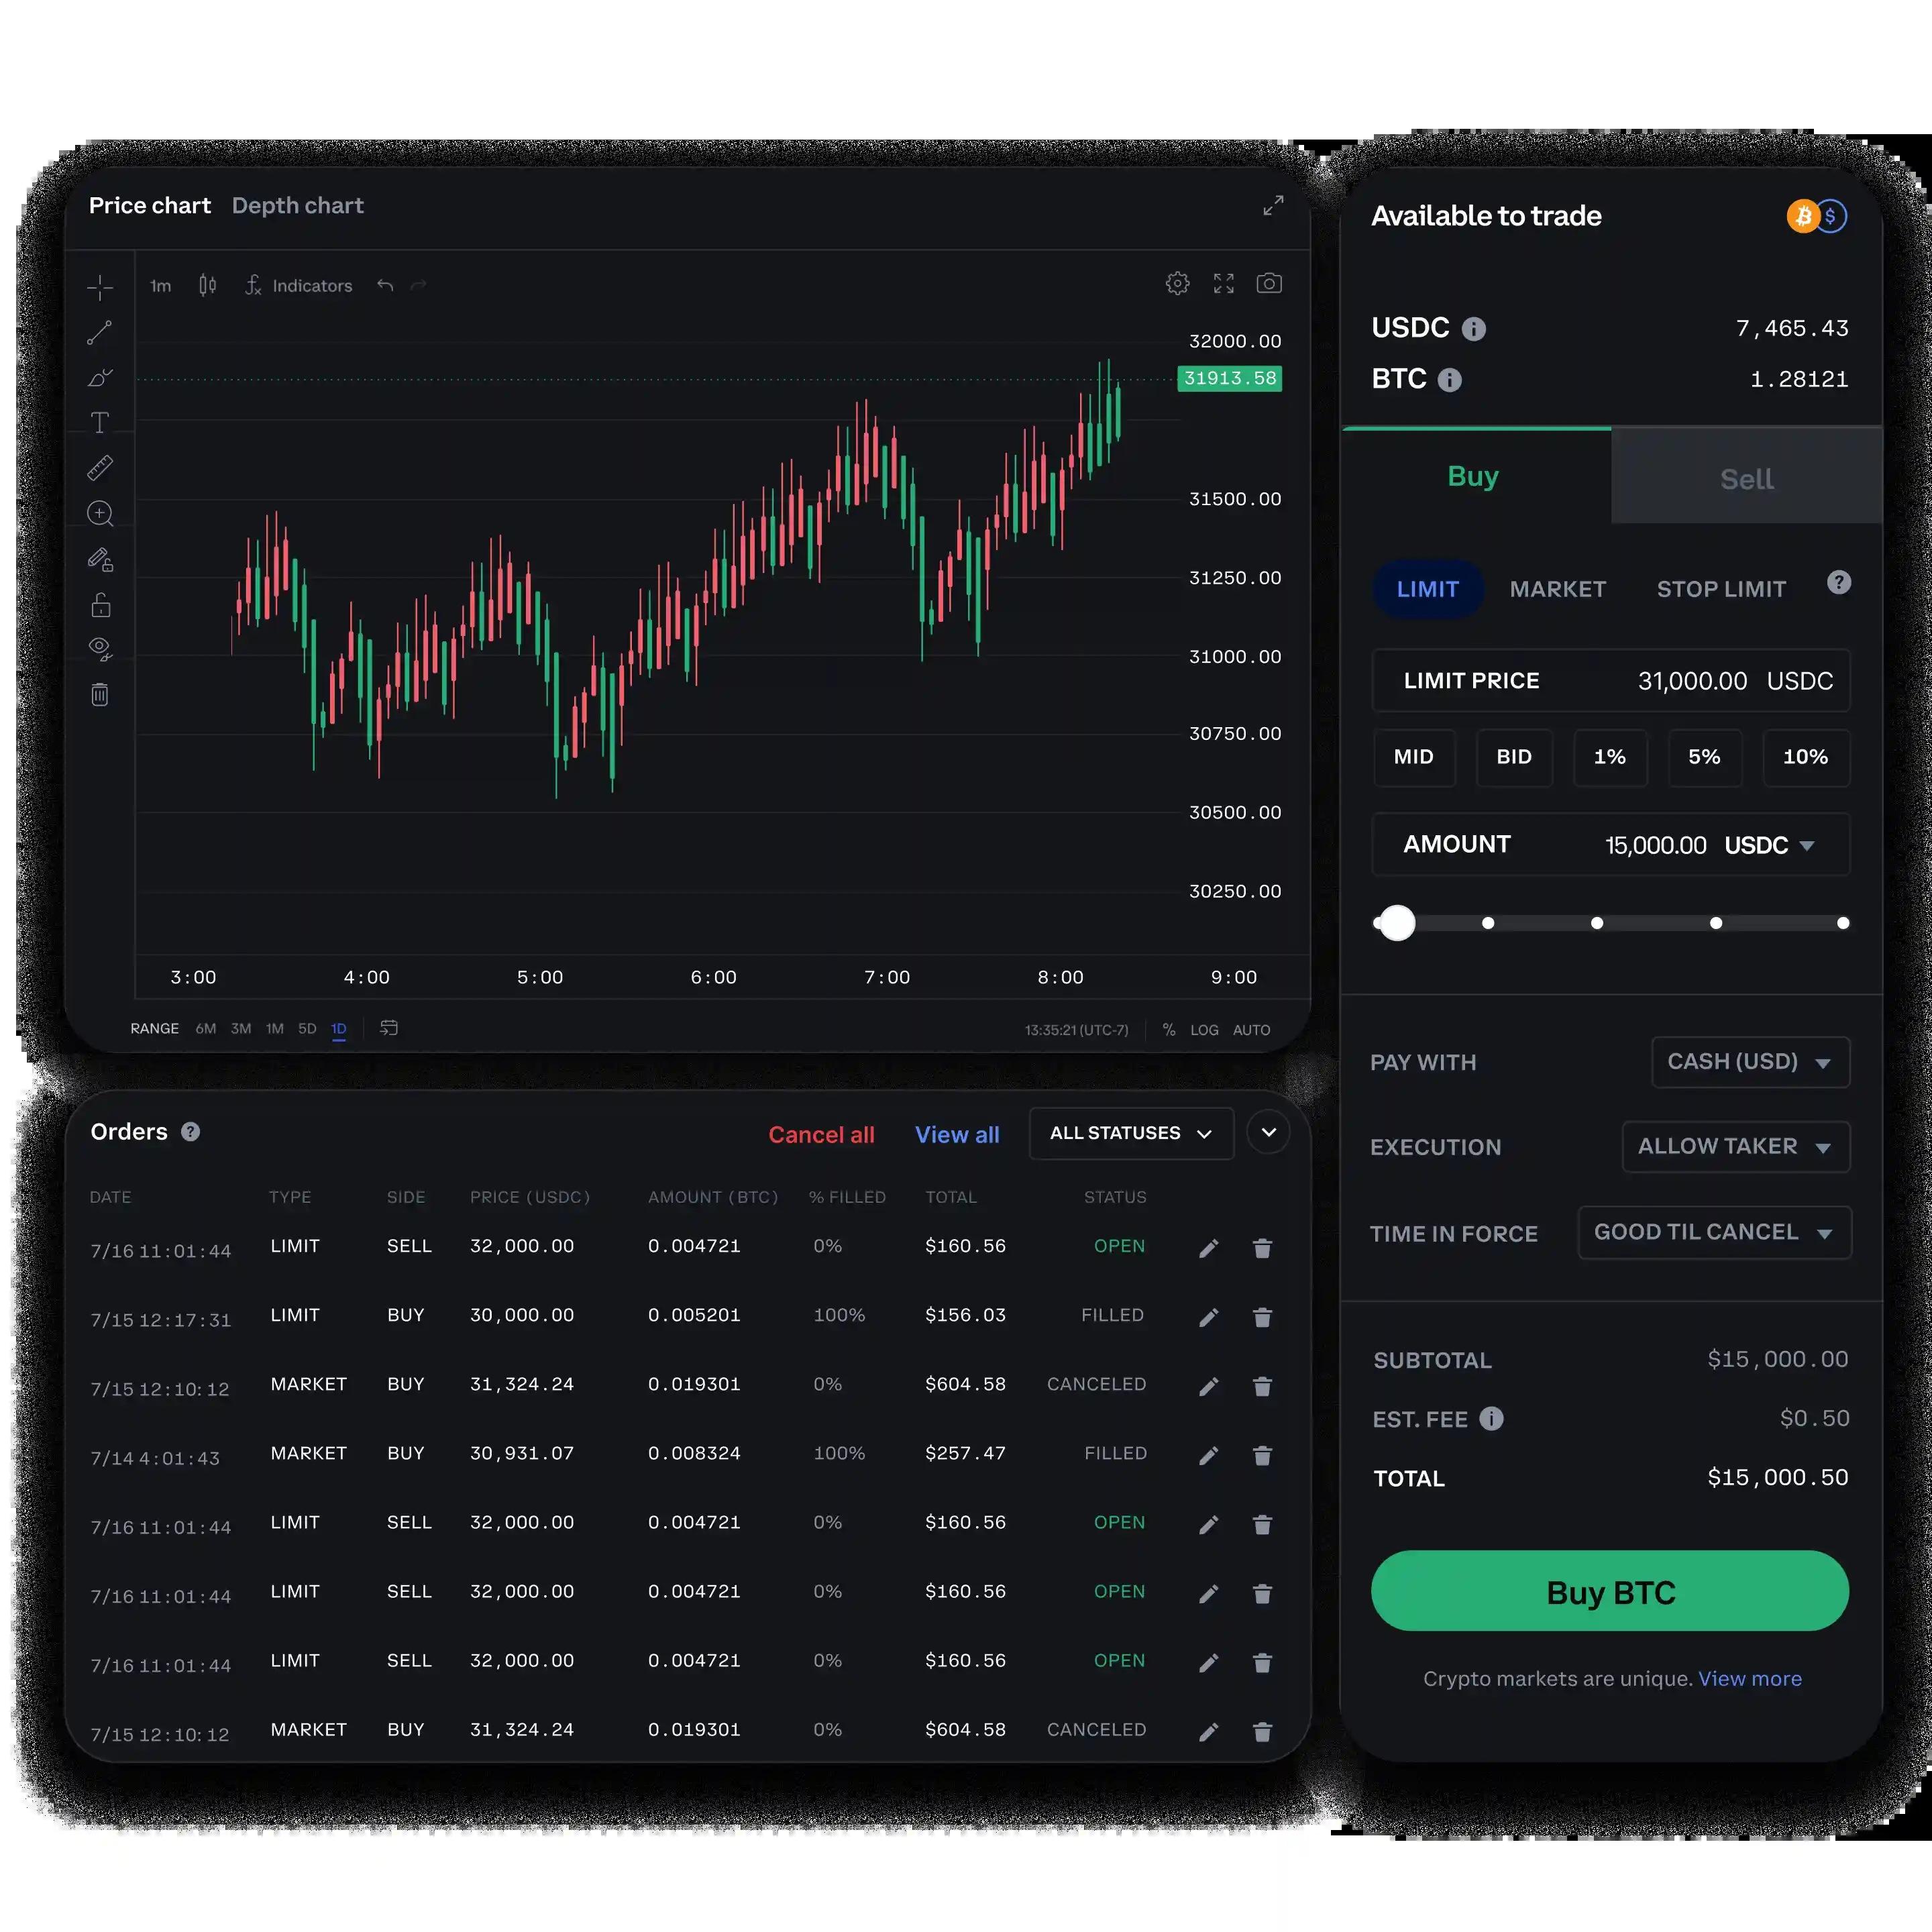 Price chart Depth chart
1m Indicators
32000.00
31913.58
31500.00
31250.00
31000.00
30750.00
30500.00
30250.00
3:00 4:00 5:00 6:00 7:00 8:00 9:00
RANGE 6M 3M 1M 5D 1D 13:35:21 (UTC-7) % LOG AUTO
Orders ? Cancel all View all ALL STATUSES
DATE TYPE SIDE PRICE (USDC) AMOUNT (BTC) % FILLED TOTAL STATUS
7/16 11:01:44 LIMIT SELL 32,000.00 0.004721 0% $160.56 OPEN
7/15 12:17:31 LIMIT BUY 30,000.00 0.005201 100% $156.03 FILLED
7/15 12:10:12 MARKET BUY 31,324.24 0.019301 0% $604.58 CANCELED
7/14 4:01:43 MARKET BUY 30,931.07 0.008324 100% $257.47 FILLED
7/16 11:01:44 LIMIT SELL 32,000.00 0.004721 0% $160.56 OPEN
7/16 11:01:44 LIMIT SELL 32,000.00 0.004721 0% $160.56 OPEN
7/16 11:01:44 LIMIT SELL 32,000.00 0.004721 0% $160.56 OPEN
7/15 12:10:12 MARKET BUY 31,324.24 0.019301 0% $604.58 CANCELED
Available to trade
USDC 7,465.43
BTC 1.28121
Buy Sell
LIMIT MARKET STOP LIMIT ?
LIMIT PRICE 31,000.00 USDC
MID BID 1% 5% 10%
AMOUNT 15,000.00 USDC
PAY WITH CASH (USD)
EXECUTION ALLOW TAKER
TIME IN FORCE GOOD TIL CANCEL
SUBTOTAL $15,000.00
EST. FEE $0.50
TOTAL $15,000.50
Buy BTC
Crypto markets are unique. View more